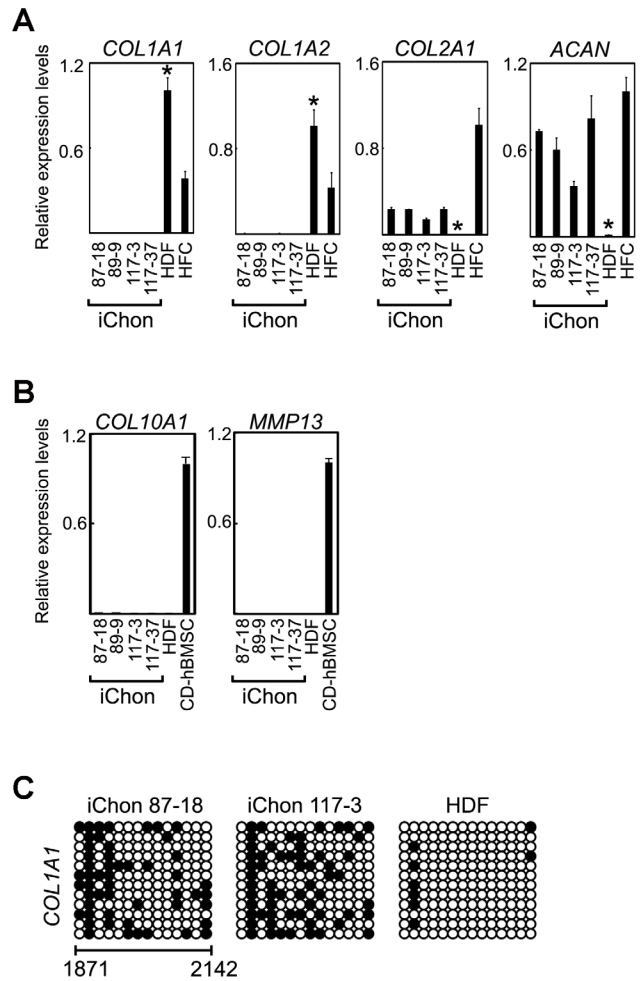 A
COL1A1
COL1A2
COL2A1
ACAN
Relative expression levels
1.2
0.6
*
87-18
89-9
117-3
117-37
HDF
HFC
iChon
1.6
0.8
*
87-18
89-9
117-3
117-37
HDF
HFC
iChon
1.6
0.8
*
87-18
89-9
117-3
117-37
HDF
HFC
iChon
1.2
0.6
*
87-18
89-9
117-3
117-37
HDF
HFC
iChon
B
COL10A1
MMP13
Relative expression levels
1.2
0.6
87-18
89-9
117-3
117-37
HDF
CD-hBMSC
iChon
1.2
0.6
87-18
89-9
117-3
117-37
HDF
CD-hBMSC
iChon
C
iChon 87-18
iChon 117-3
HDF
COL1A1
1871
2142